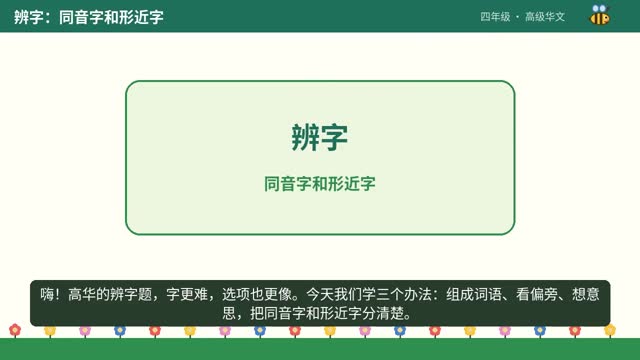 辨字：同音字和形近字
四年级 · 高级华文
辨字
同音字和形近字
嗨！高华的辨字题，字更难，选项也更像。今天我们学三个办法：组成词语、看偏旁、想意
思，把同音字和形近字分清楚。